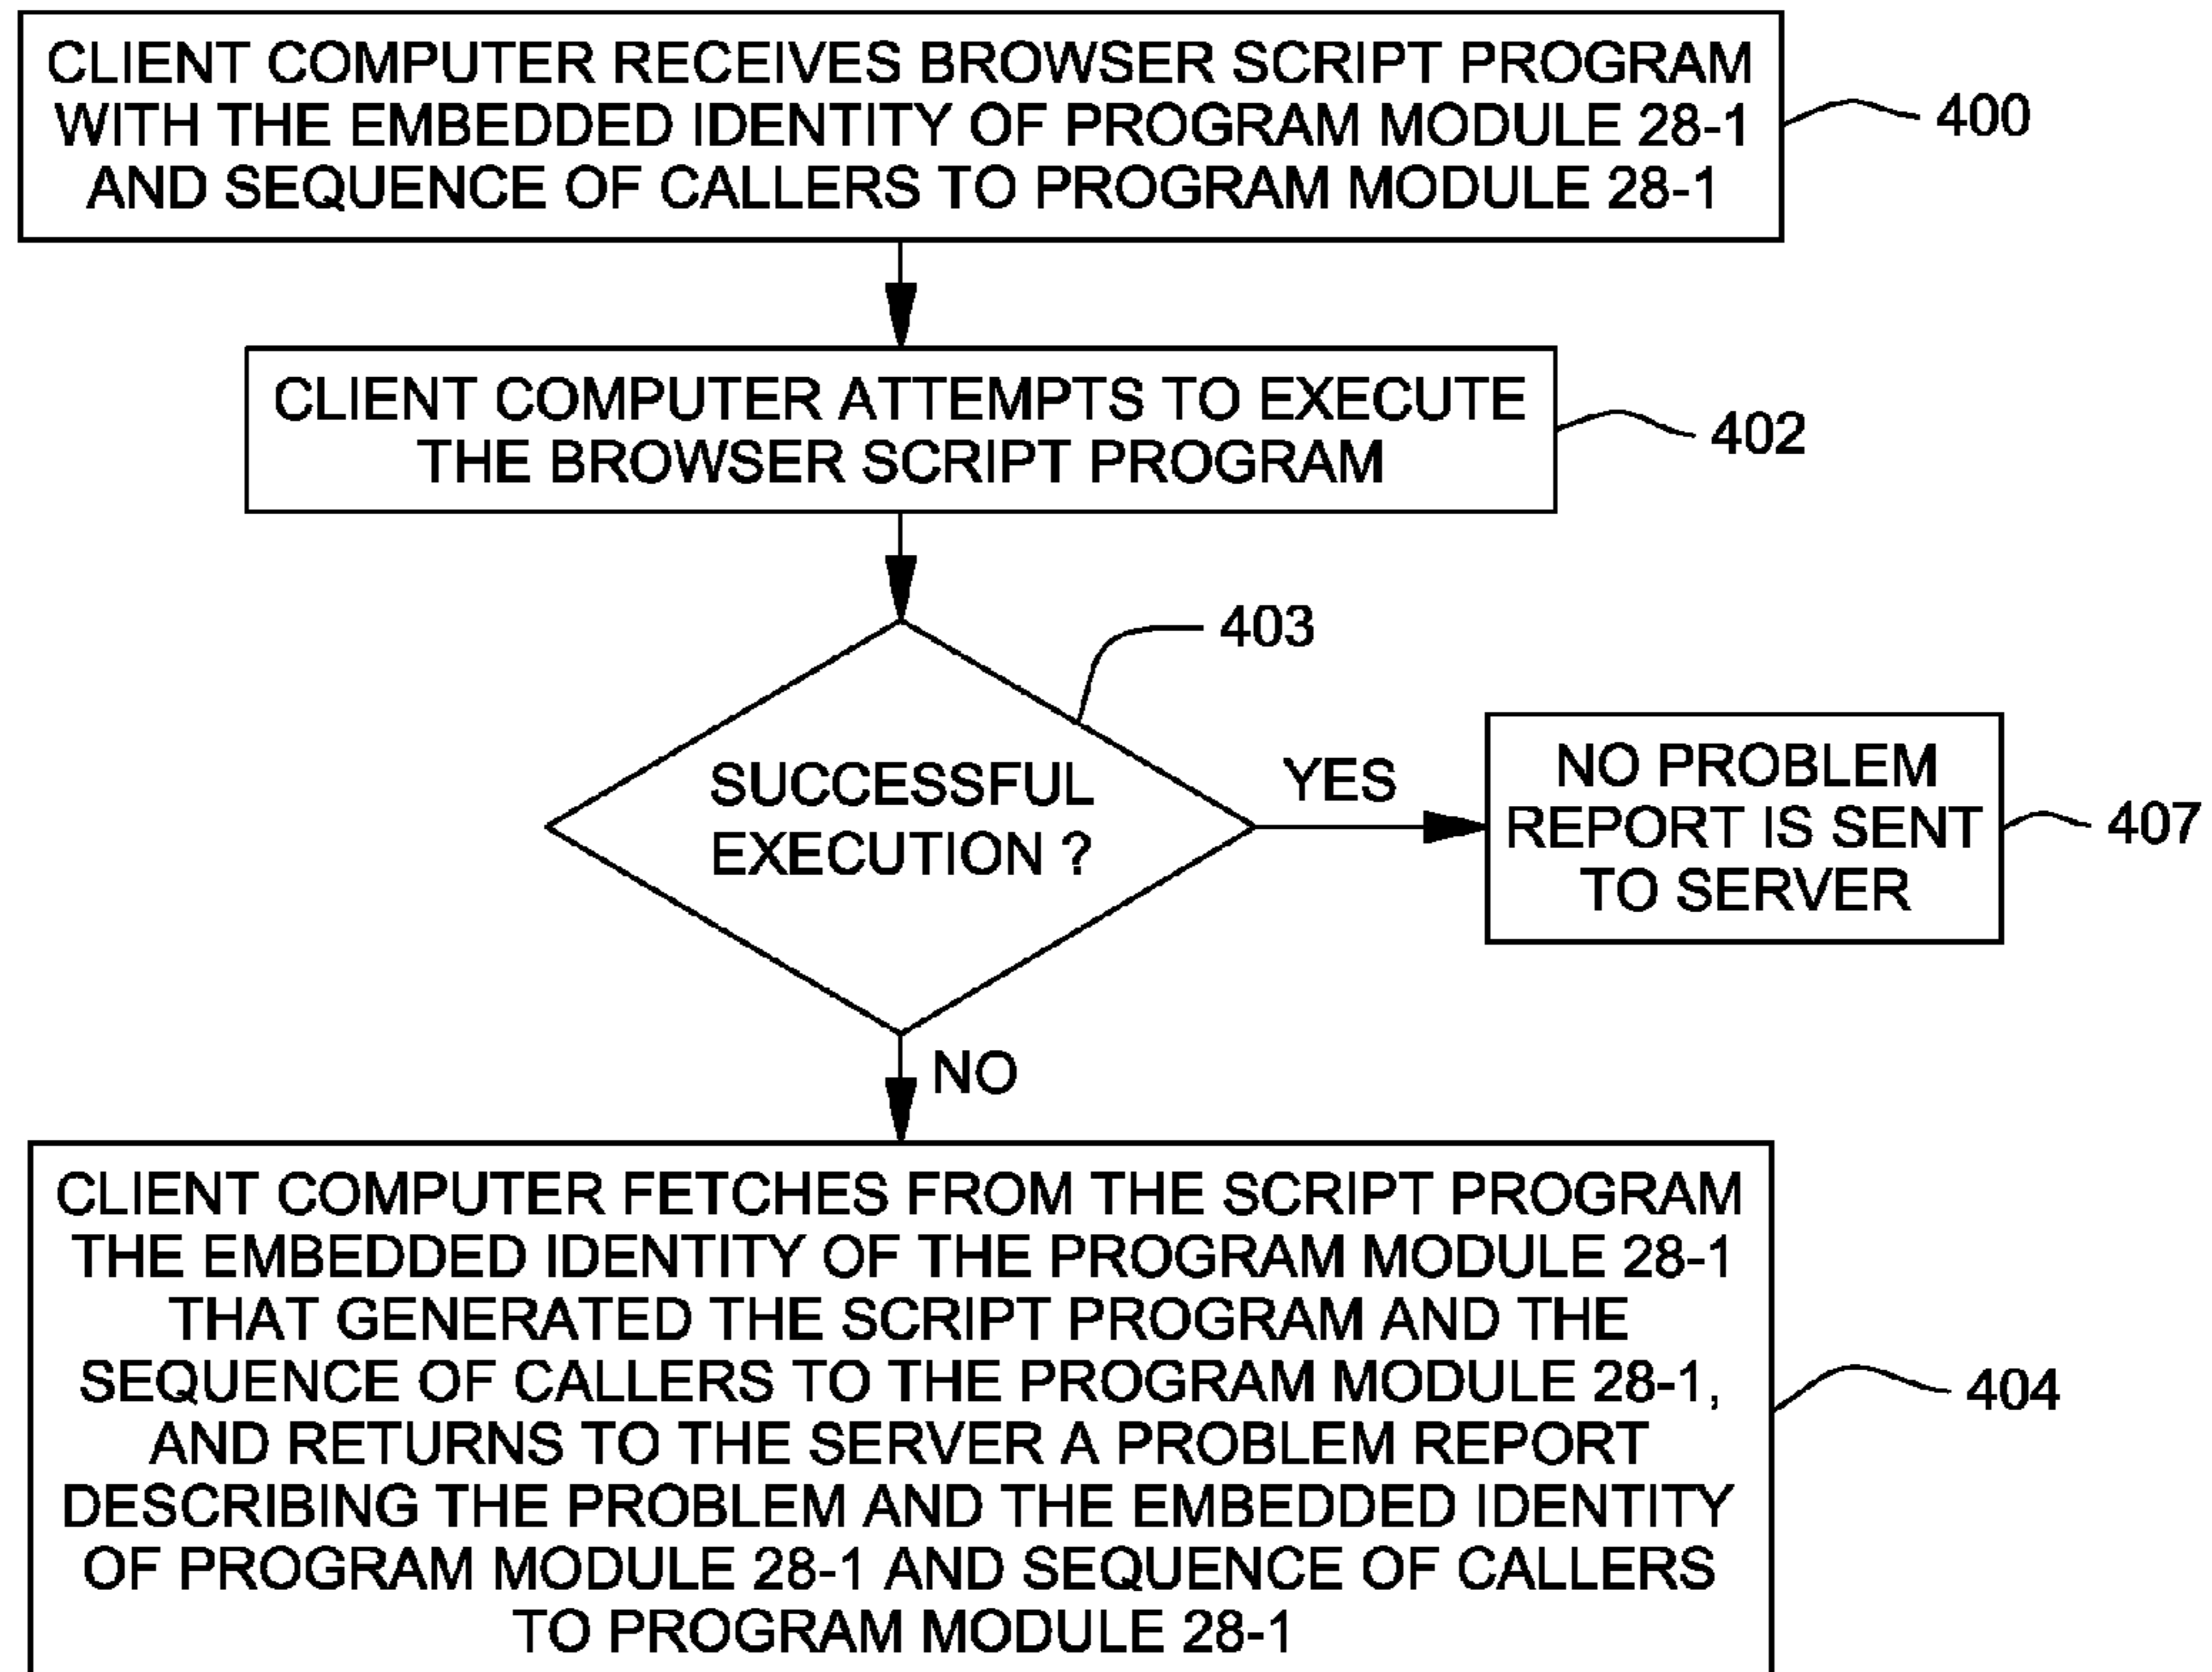 CLIENT COMPUTER RECEIVES BROWSER SCRIPT PROGRAM
WITH THE EMBEDDED IDENTITY OF PROGRAM MODULE 28-1
AND SEQUENCE OF CALLERS TO PROGRAM MODULE 28-1
400
CLIENT COMPUTER ATTEMPTS TO EXECUTE
THE BROWSER SCRIPT PROGRAM
402
403
SUCCESSFUL
EXECUTION ?
YES
NO PROBLEM
REPORT IS SENT
TO SERVER
407
NO
CLIENT COMPUTER FETCHES FROM THE SCRIPT PROGRAM
THE EMBEDDED IDENTITY OF THE PROGRAM MODULE 28-1
THAT GENERATED THE SCRIPT PROGRAM AND THE
SEQUENCE OF CALLERS TO THE PROGRAM MODULE 28-1,
AND RETURNS TO THE SERVER A PROBLEM REPORT
DESCRIBING THE PROBLEM AND THE EMBEDDED IDENTITY
OF PROGRAM MODULE 28-1 AND SEQUENCE OF CALLERS
TO PROGRAM MODULE 28-1
404